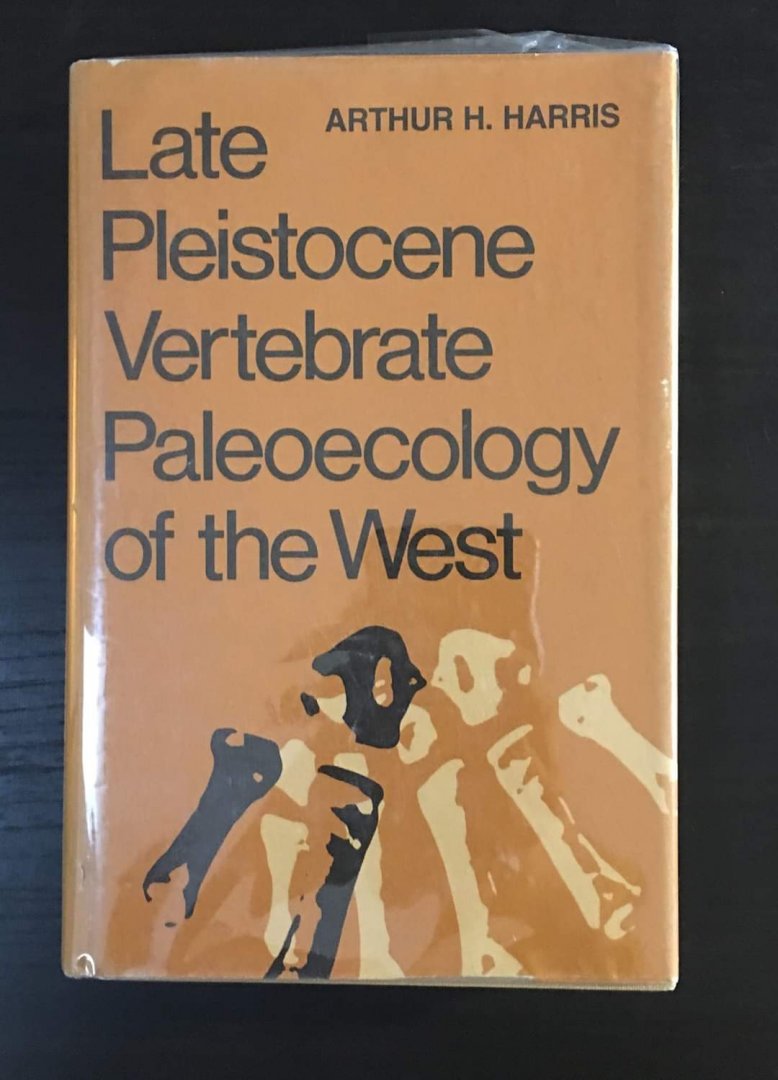 ARTHUR H. HARRIS
Late
Pleistocene
Vertebrate
Paleoecology
of the West